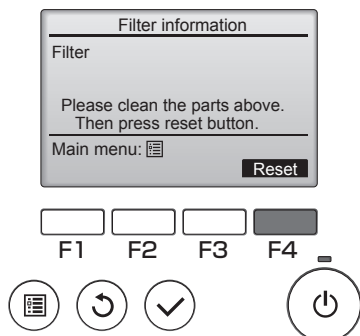 Filter information
Filter
Please clean the parts above.
Then press reset button.
Main menu:
Reset
F1 F2 F3 F4